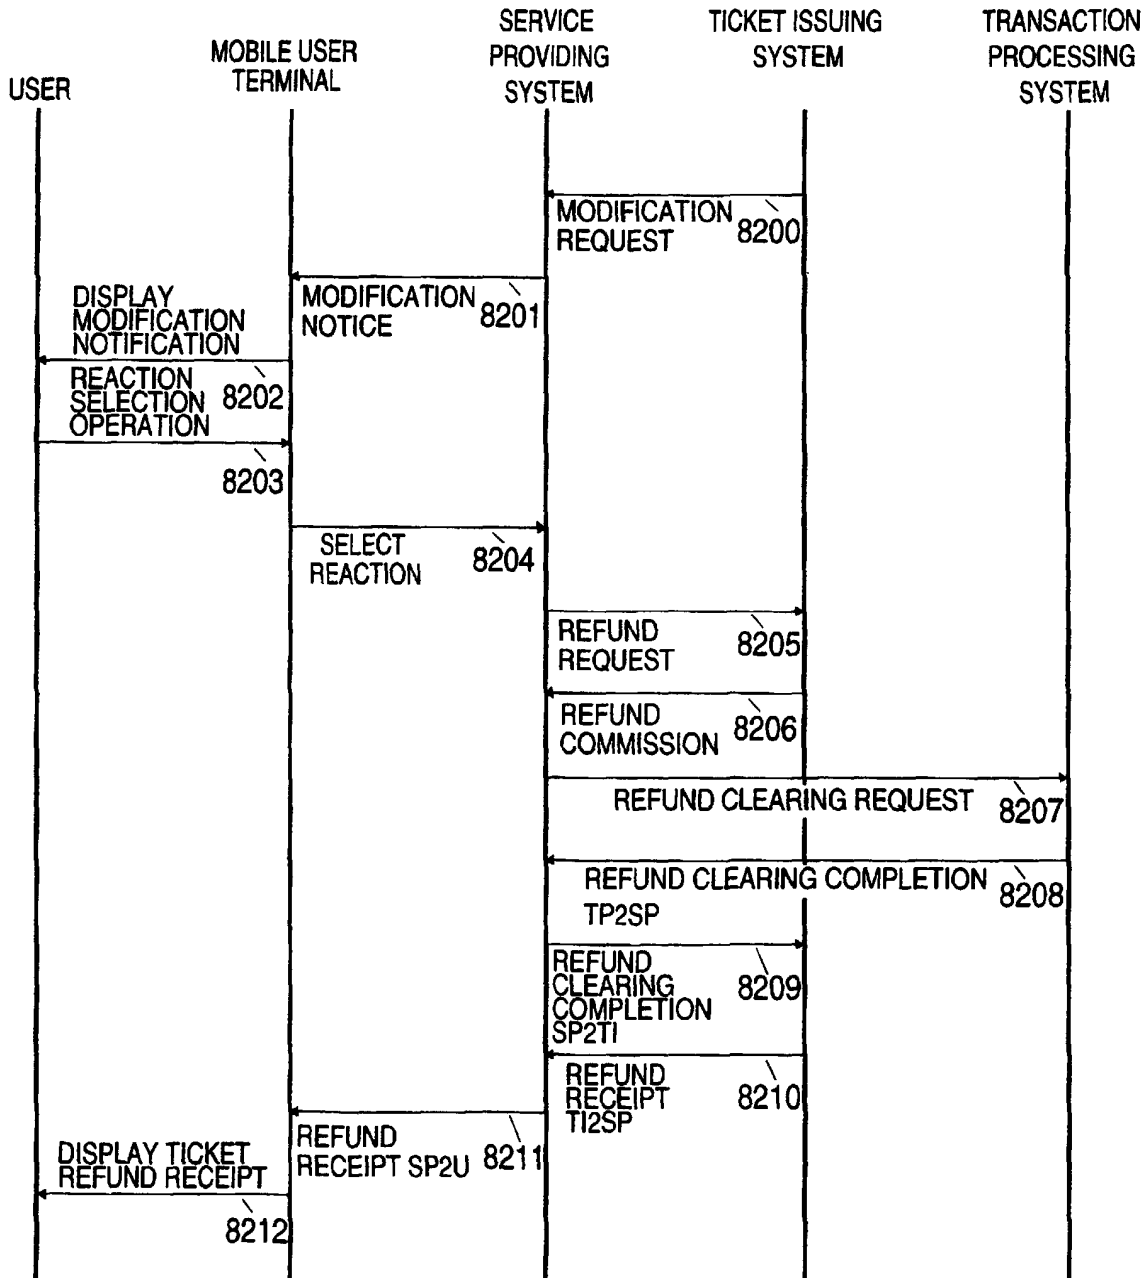 USER
MOBILE USER
TERMINAL
SERVICE
PROVIDING
SYSTEM
TICKET ISSUING
SYSTEM
TRANSACTION
PROCESSING
SYSTEM
MODIFICATION
REQUEST
8200
MODIFICATION
NOTICE
8201
DISPLAY
MODIFICATION
NOTIFICATION
8202
REACTION
SELECTION
OPERATION
8203
SELECT
REACTION
8204
REFUND
REQUEST
8205
REFUND
COMMISSION
8206
REFUND CLEARING REQUEST
8207
REFUND CLEARING COMPLETION
TP2SP
8208
REFUND
CLEARING
COMPLETION
SP2TI
8209
REFUND
RECEIPT
TI2SP
8210
REFUND
RECEIPT SP2U
8211
DISPLAY TICKET
REFUND RECEIPT
8212